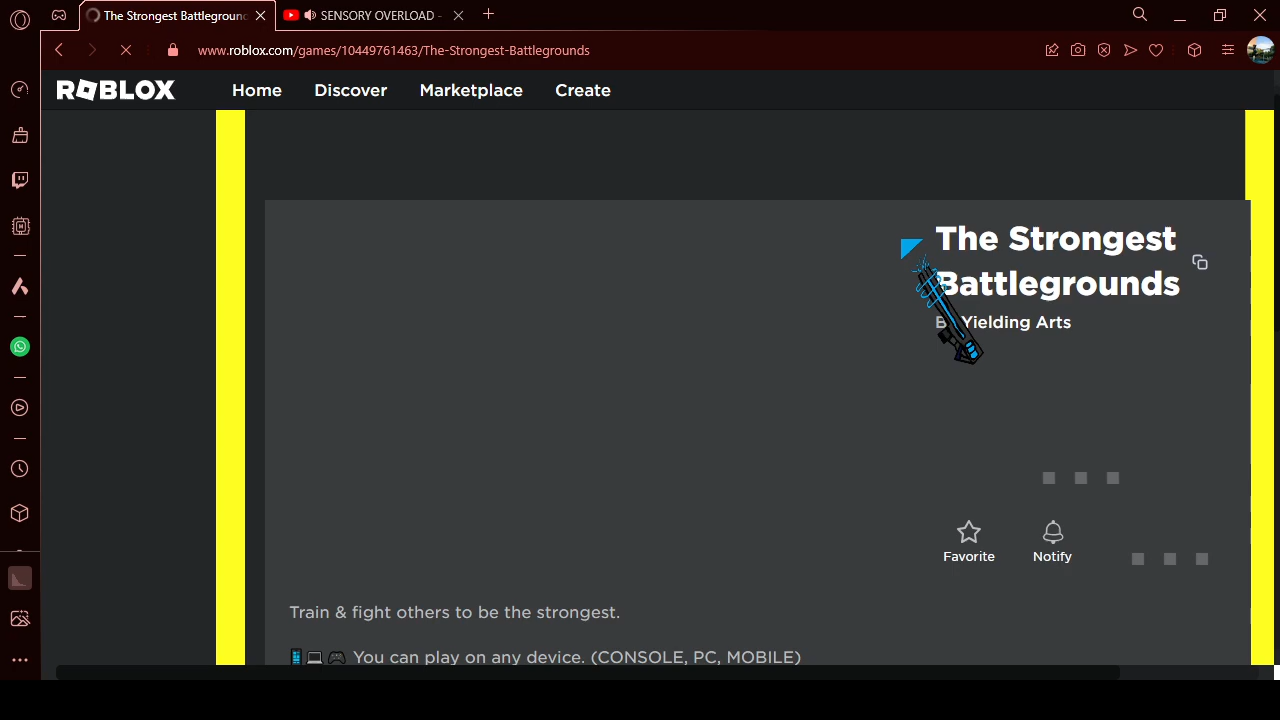 The Strongest Battleground
SENSORY OVERLOAD -
www.roblox.com/games/10449761463/The-Strongest-Battlegrounds
ROBLOX Home Discover Marketplace Create
The Strongest
Battlegrounds
By Yielding Arts
Favorite Notify
Train & fight others to be the strongest.
You can play on any device. (CONSOLE, PC, MOBILE)